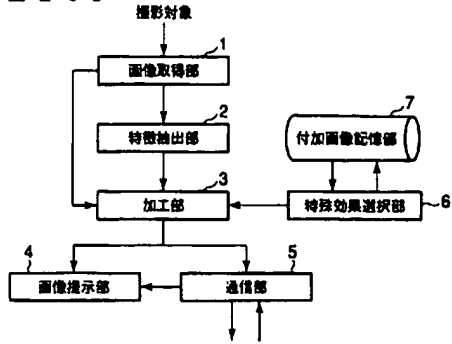 撮影対象
1
画像取得部
2
特徴抽出部
7
付加画像記憶部
3
加工部
特殊効果選択部
6
4
画像提示部
5
通信部